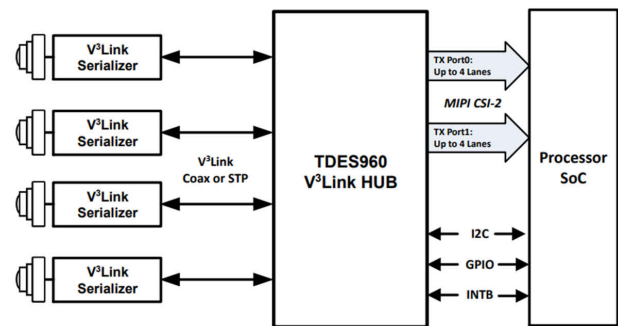 V³Link
Serializer
V³Link
Serializer
V³Link
Serializer
V³Link
Serializer
V³Link
Coax or STP
TDES960
V³Link HUB
TX Port0:
Up to 4 Lanes
MIPI CSI-2
TX Port1:
Up to 4 Lanes
I2C
GPIO
INTB
Processor
SoC